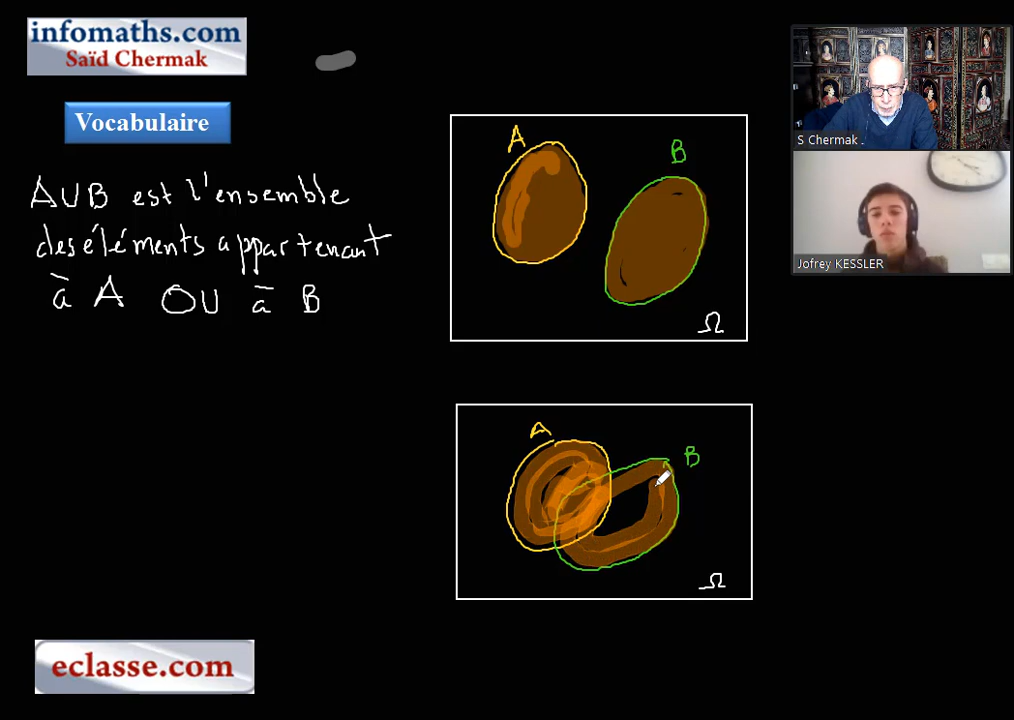 infomaths.com
Saïd Chermak
Vocabulaire
AUB est l'ensemble
des éléments appartenant
à A OU à B
A
B
Ω
A
B
Ω
S Chermak
Jofrey KESSLER
eclasse.com